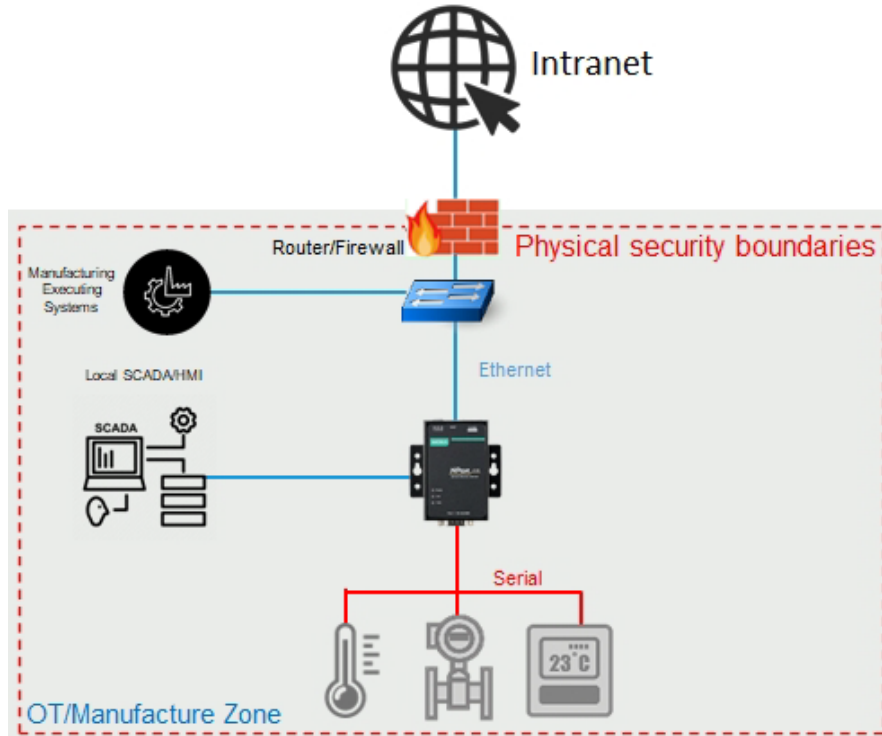 Intranet
Router/Firewall
Physical security boundaries
Manufacturing
Executing
Systems
Ethernet
Local SCADA/HMI
SCADA
Serial
23°C
OT/Manufacture Zone